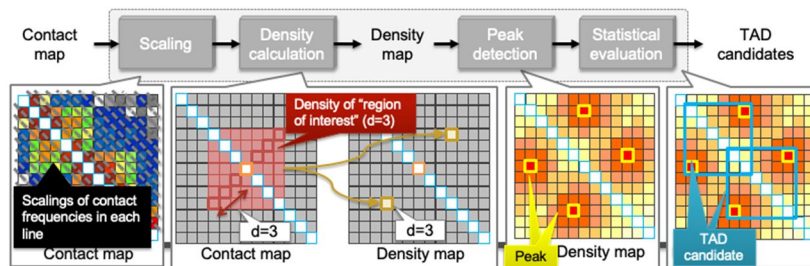 Contact
map
Scaling
Density
calculation
Density
map
Peak
detection
Statistical
evaluation
TAD
candidates
Scalings of contact
frequencies in each
line
Contact map
Density of "region
of interest" (d=3)
d=3
Contact map
d=3
Density map
Peak
Density map
TAD
candidate